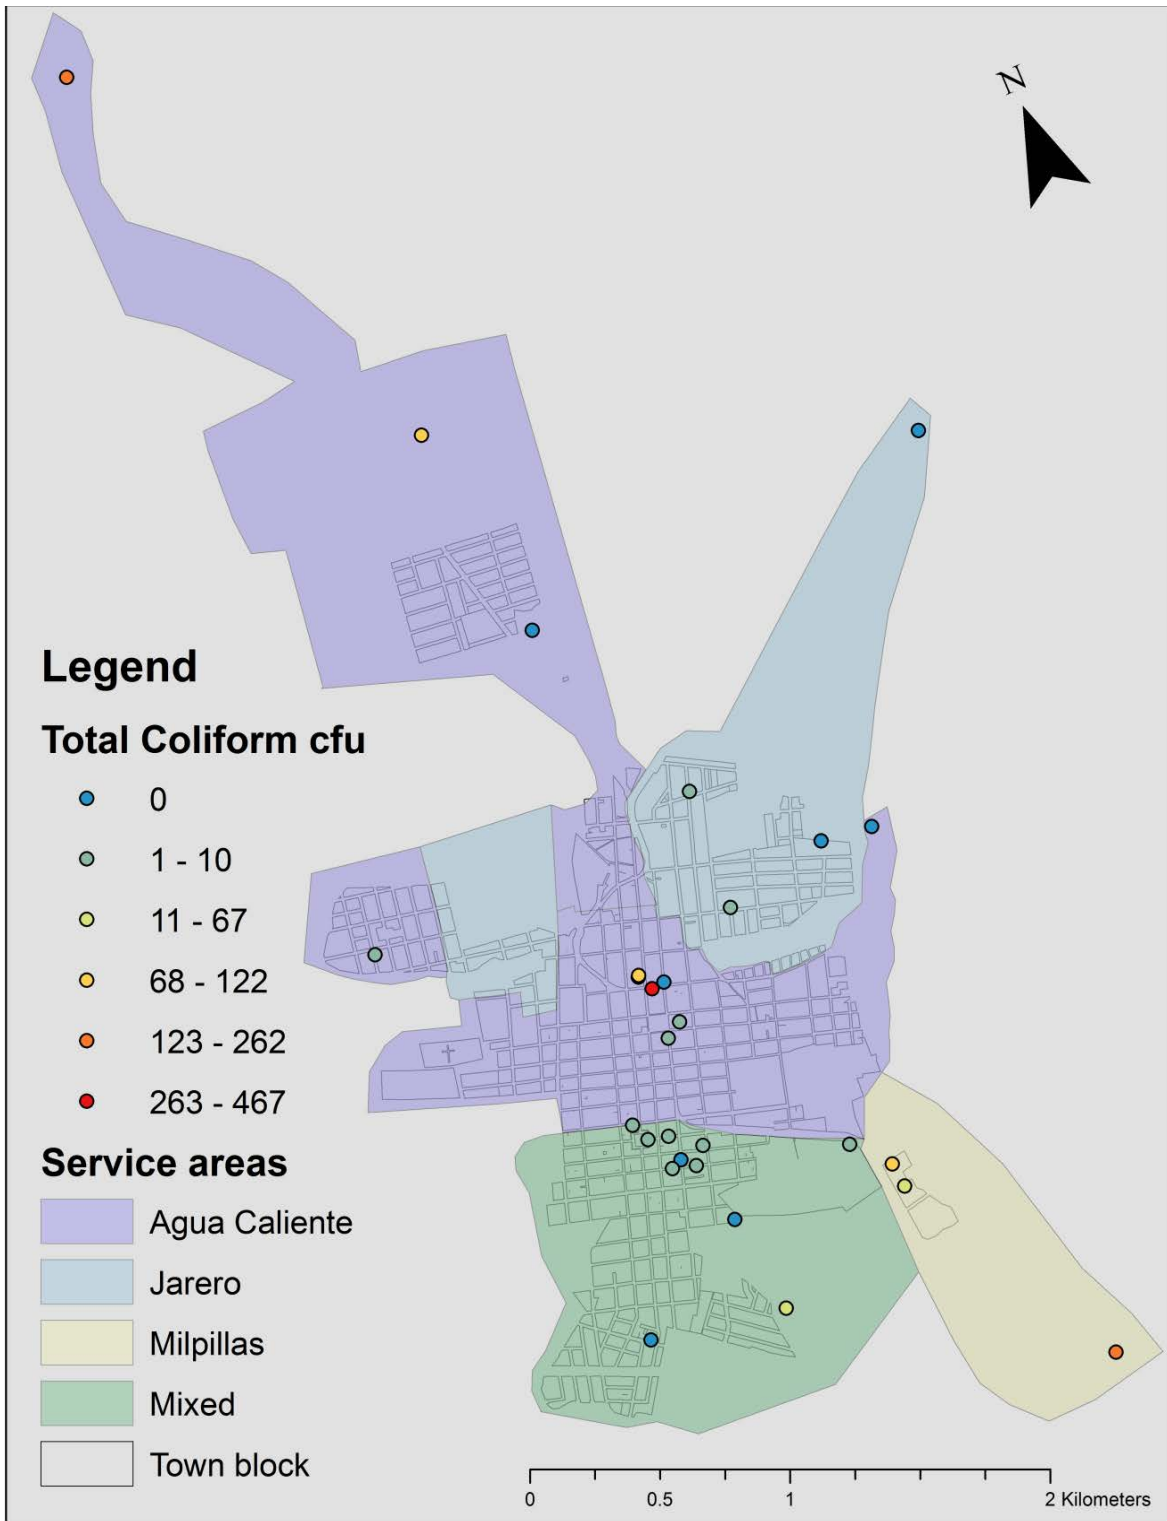 N
Legend
Total Coliform cfu
0
1 - 10
11 - 67
68 - 122
123 - 262
263 - 467
Service areas
Agua Caliente
Jarero
Milpillas
Mixed
Town block
0 0.5 1 2 Kilometers